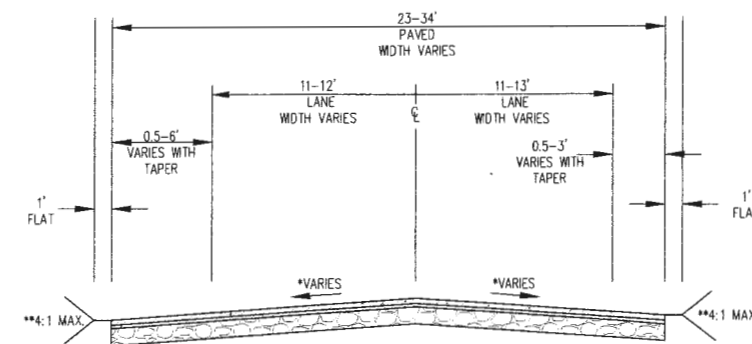 23-34'
PAVED
WIDTH VARIES
11-12'
LANE
WIDTH VARIES
℄
11-13'
LANE
WIDTH VARIES
0.5-6'
VARIES WITH
TAPER
0.5-3'
VARIES WITH
TAPER
1'
FLAT
1'
FLA
*VARIES
*VARIES
**4:1 MAX.
**4:1 MAX